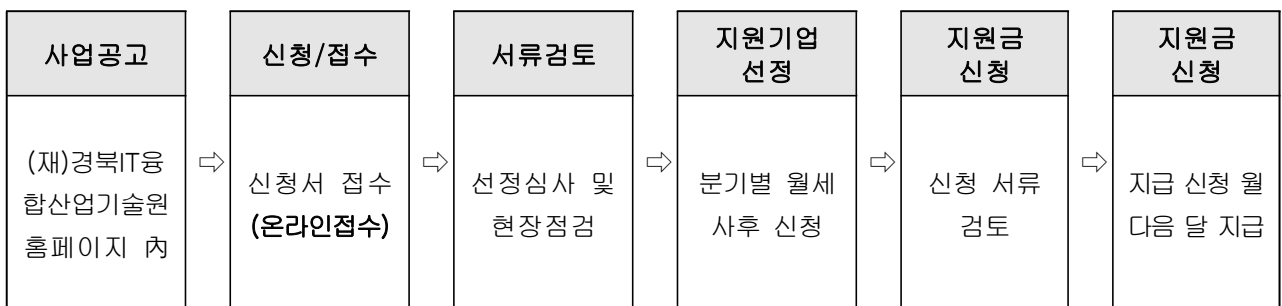 사업공고
(재)경북IT융
합산업기술원
홈페이지 內
⇨
신청/접수
신청서 접수
(온라인접수)
⇨
서류검토
선정심사 및
현장점검
⇨
지원기업
선정
분기별 월세
사후 신청
⇨
지원금
신청
신청 서류
검토
⇨
지원금
신청
지급 신청 월
다음 달 지급